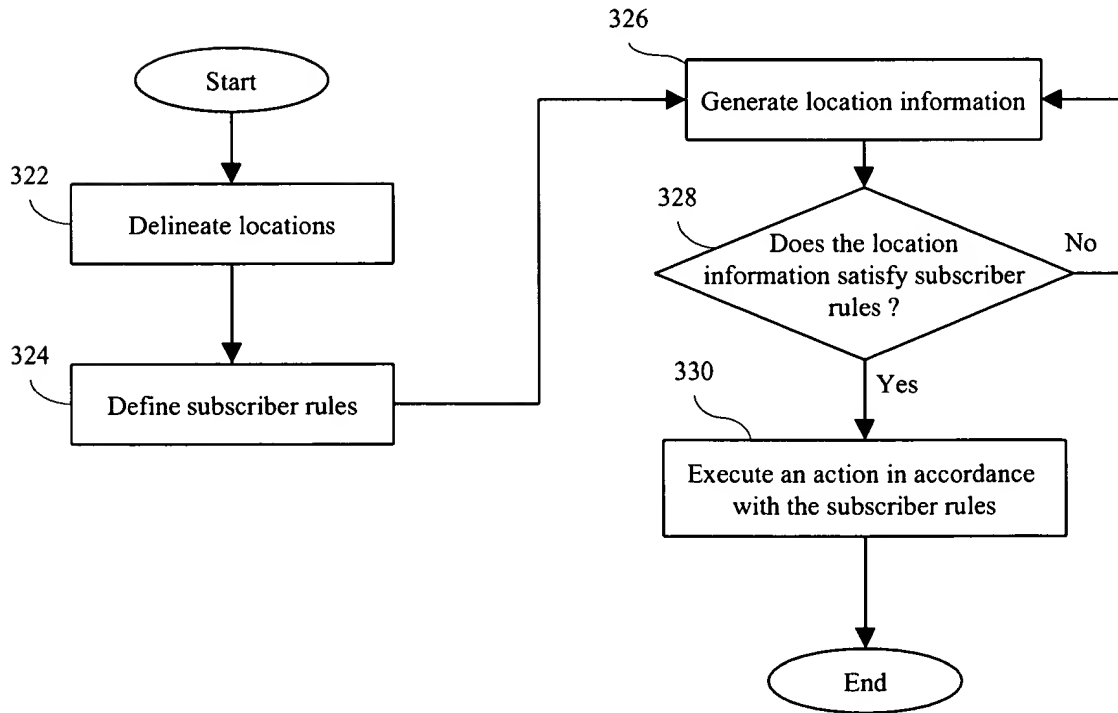 Start
322
Delineate locations
324
Define subscriber rules
326
Generate location information
328
Does the location
information satisfy subscriber
rules ?
No
Yes
330
Execute an action in accordance
with the subscriber rules
End